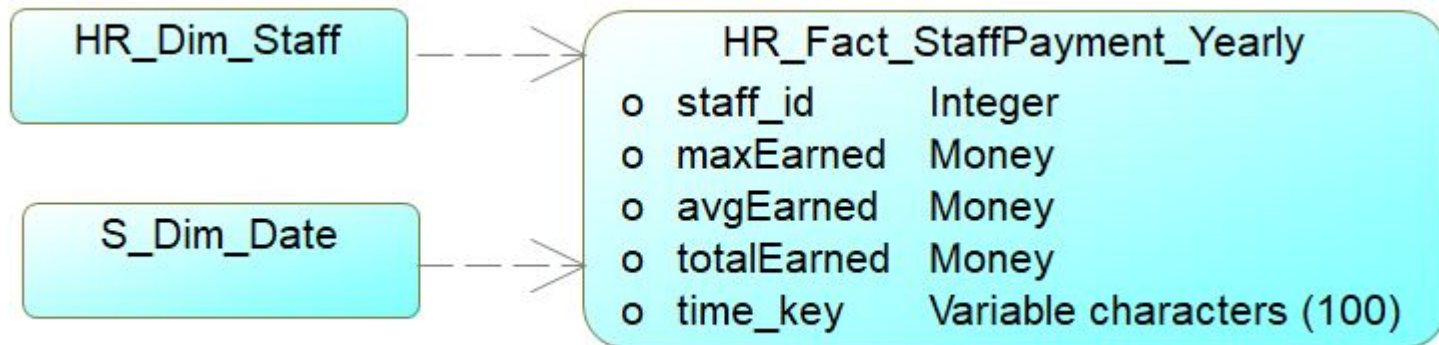 HR_Dim_Staff
S_Dim_Date
HR_Fact_StaffPayment_Yearly
o staff_id Integer
o maxEarned Money
o avgEarned Money
o totalEarned Money
o time_key Variable characters (100)